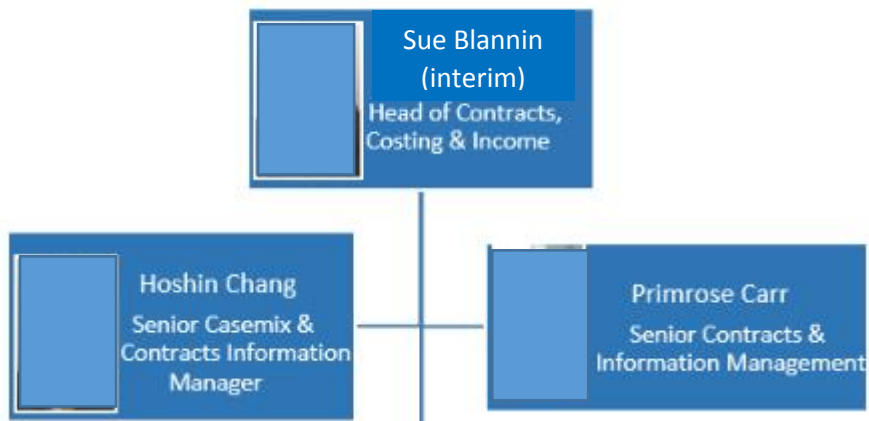 Sue Blannin
(interim)
Head of Contracts,
Costing & Income
Hoshin Chang
Senior Casemix &
Contracts Information
Manager
Primrose Carr
Senior Contracts &
Information Management